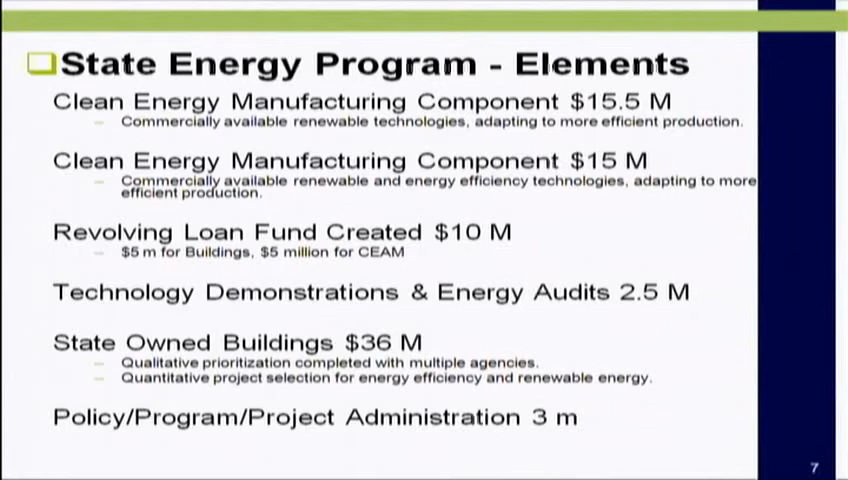 State Energy Program - Elements
Clean Energy Manufacturing Component $15.5 M
– Commercially available renewable technologies, adapting to more efficient production.
Clean Energy Manufacturing Component $15 M
– Commercially available renewable and energy efficiency technologies, adapting to more
efficient production.
Revolving Loan Fund Created $10 M
– $5 m for Buildings, $5 million for CEAM
Technology Demonstrations & Energy Audits 2.5 M
State Owned Buildings $36 M
– Qualitative prioritization completed with multiple agencies.
– Quantitative project selection for energy efficiency and renewable energy.
Policy/Program/Project Administration 3 m
7